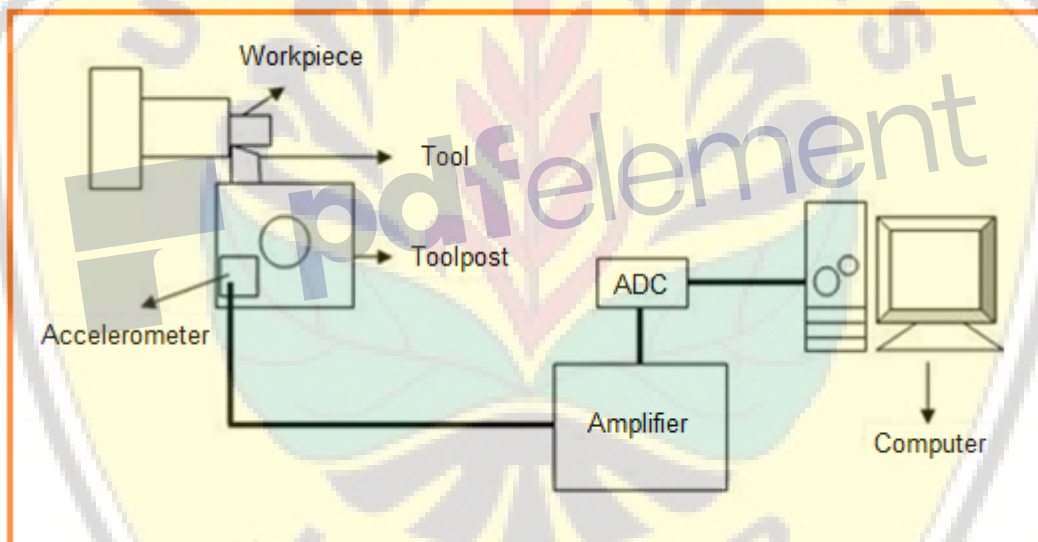 Workpiece
Tool
pdfelement
Toolpost
ADC
Accelerometer
Amplifier
Computer